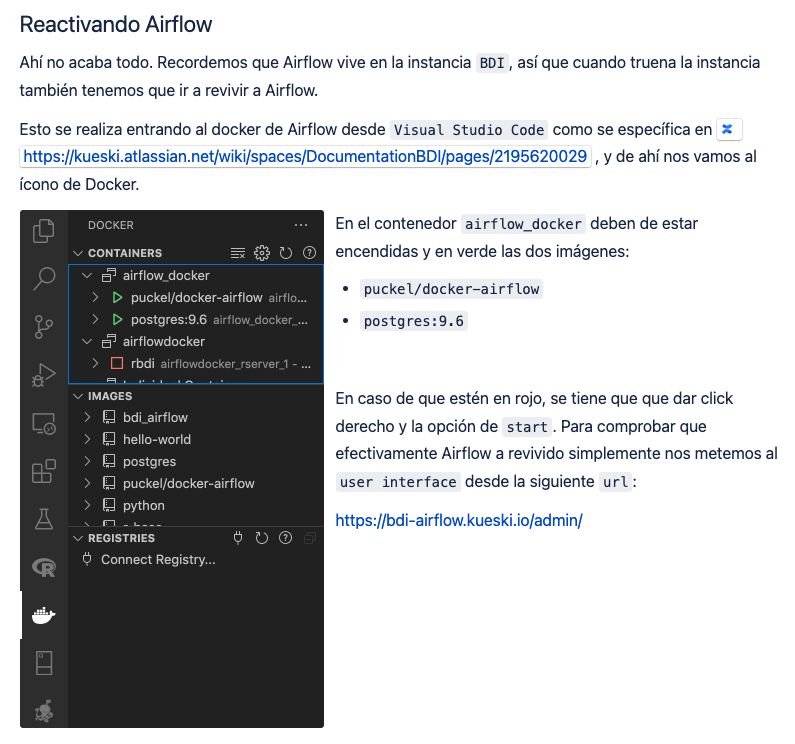 Reactivando Airflow
Ahí no acaba todo. Recordemos que Airflow vive en la instancia BDI, así que cuando truena la instancia
también tenemos que ir a revivir a Airflow.
Esto se realiza entrando al docker de Airflow desde Visual Studio Code como se específica en
https://kueski.atlassian.net/wiki/spaces/DocumentationBDI/pages/2195620029 , y de ahí nos vamos al
ícono de Docker.
DOCKER
CONTAINERS
airflow_docker
puckel/docker-airflow airflo...
postgres:9.6 airflow_docker_...
airflowdocker
rbdi airflowdocker_rserver_1 - ...
IMAGES
bdi_airflow
hello-world
postgres
puckel/docker-airflow
python
REGISTRIES
Connect Registry...
En el contenedor airflow_docker deben de estar
encendidas y en verde las dos imágenes:
• puckel/docker-airflow
• postgres:9.6
En caso de que estén en rojo, se tiene que que dar click
derecho y la opción de start. Para comprobar que
efectivamente Airflow a revivido simplemente nos metemos al
user interface desde la siguiente url:
https://bdi-airflow.kueski.io/admin/